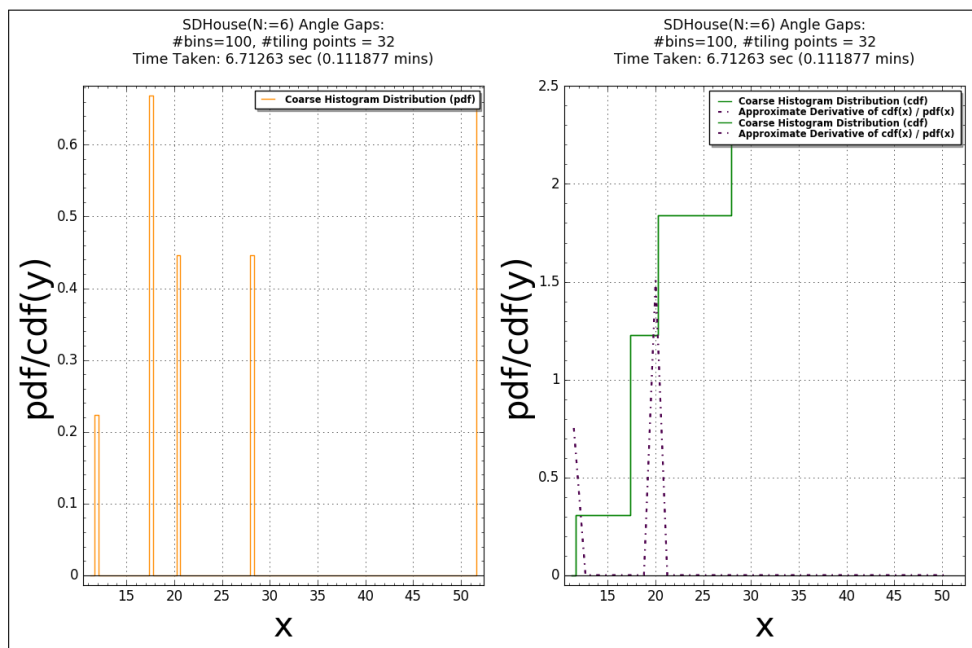 SDHouse(N:=6) Angle Gaps:
#bins=100, #tiling points = 32
Time Taken: 6.71263 sec (0.111877 mins)
Coarse Histogram Distribution (pdf)
0.6
0.5
0.4
0.3
0.2
0.1
0
pdf/cdf(y)
15 20 25 30 35 40 45 50
x
SDHouse(N:=6) Angle Gaps:
#bins=100, #tiling points = 32
Time Taken: 6.71263 sec (0.111877 mins)
Coarse Histogram Distribution (cdf)
Approximate Derivative of cdf(x) / pdf(x)
Coarse Histogram Distribution (cdf)
Approximate Derivative of cdf(x) / pdf(x)
2.5
2
1.5
1
0.5
0
pdf/cdf(y)
15 20 25 30 35 40 45 50
x